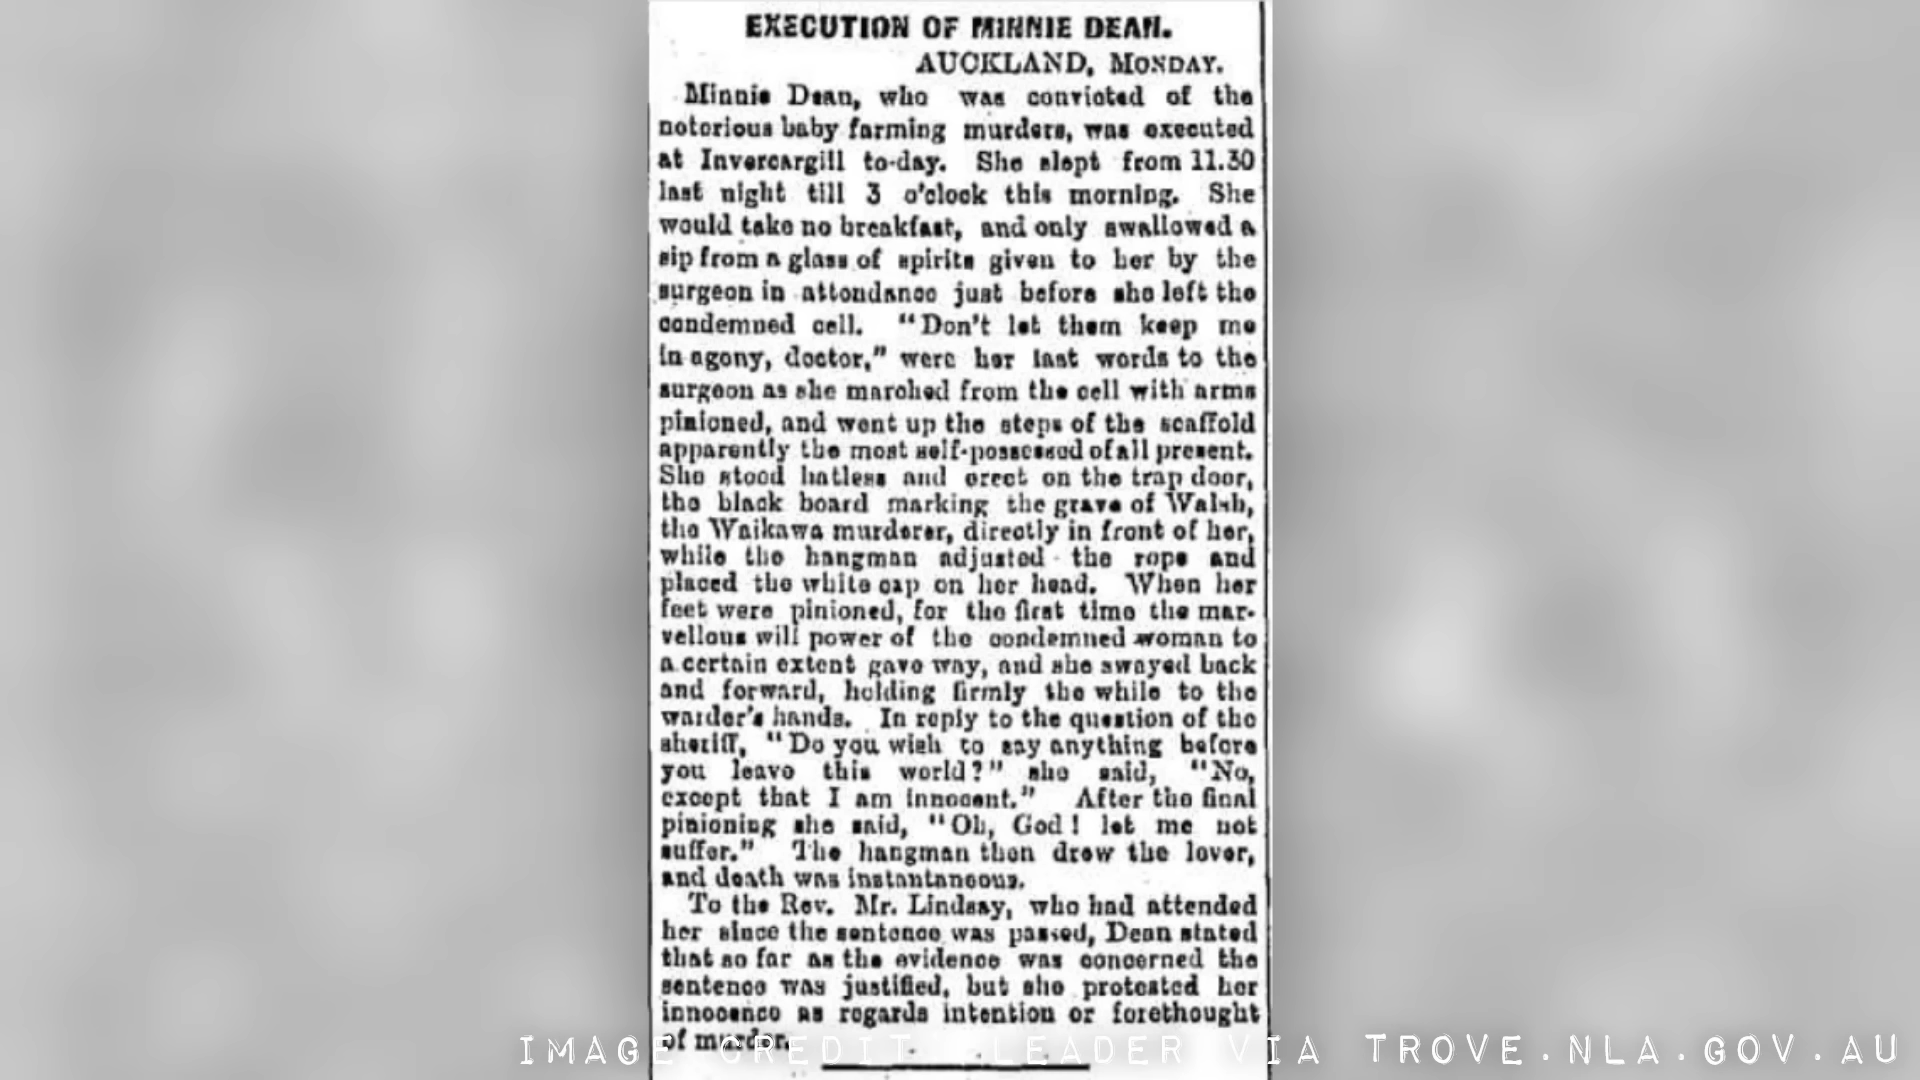 EXECUTION OF MINNIE DEAN.
AUCKLAND, MONDAY.
Minnie Dean, who was convicted of the
notorious baby farming murders, was executed
at Invercargill to-day. She slept from 11.30
last night till 3 o'clock this morning. She
would take no breakfast, and only swallowed a
sip from a glass of spirits given to her by the
surgeon in attendance just before she left the
condemned cell. "Don't let them keep me
in agony, doctor," were her last words to the
surgeon as she marched from the cell with arms
pinioned, and went up the steps of the scaffold
apparently the most self-possessed of all present.
She stood hatless and erect on the trap door,
the black board marking the grave of Walsh,
the Waikawa murderer, directly in front of her,
while the hangman adjusted the rope and
placed the white cap on her head. When her
feet were pinioned, for the first time the mar-
vellous will power of the condemned woman to
a certain extent gave way, and she swayed back
and forward, holding firmly the while to the
warder's hands. In reply to the question of the
sheriff, "Do you wish to say anything before
you leave this world?" she said, "No,
except that I am innocent." After the final
pinioning she said, "Oh, God! let me not
suffer." The hangman then drew the lever,
and death was instantaneous.
To the Rev. Mr. Lindsay, who had attended
her since the sentence was passed, Dean stated
that so far as the evidence was concerned the
sentence was justified, but she protested her
innocence as regards intention or forethought
of murder.
IMAGE CREDIT: LEADER VIA TROVE.NLA.GOV.AU